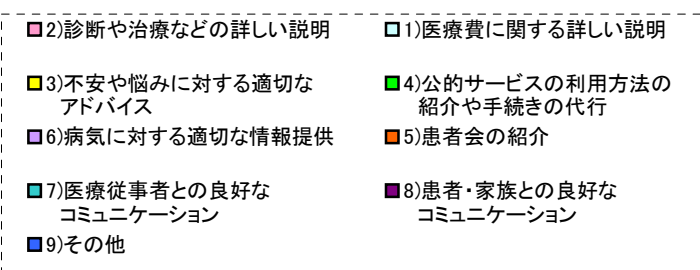 2)診断や治療などの詳しい説明
1)医療費に関する詳しい説明
3)不安や悩みに対する適切な
アドバイス
4)公的サービスの利用方法の
紹介や手続きの代行
6)病気に対する適切な情報提供
5)患者会の紹介
7)医療従事者との良好な
コミュニケーション
8)患者・家族との良好な
コミュニケーション
9)その他